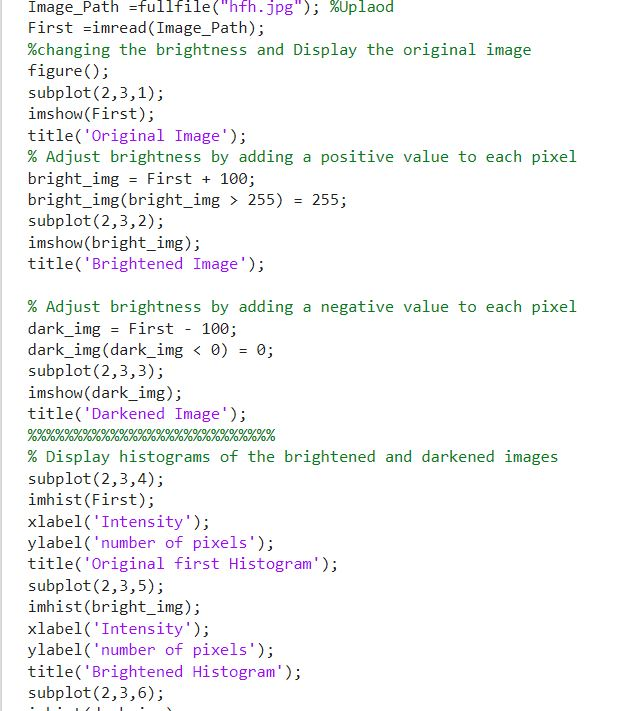 Image_Path =fullfile("hfh.jpg"); %Uplaod
First =imread(Image_Path);
%changing the brightness and Display the original image
figure();
subplot(2,3,1);
imshow(First);
title('Original Image');
% Adjust brightness by adding a positive value to each pixel
bright_img = First + 100;
bright_img(bright_img > 255) = 255;
subplot(2,3,2);
imshow(bright_img);
title('Brightened Image');
% Adjust brightness by adding a negative value to each pixel
dark_img = First - 100;
dark_img(dark_img < 0) = 0;
subplot(2,3,3);
imshow(dark_img);
title('Darkened Image');
%%%%%%%%%%%%%%%%%%%%%%%%%%%
% Display histograms of the brightened and darkened images
subplot(2,3,4);
imhist(First);
xlabel('Intensity');
ylabel('number of pixels');
title('Original first Histogram');
subplot(2,3,5);
imhist(bright_img);
xlabel('Intensity');
ylabel('number of pixels');
title('Brightened Histogram');
subplot(2,3,6);